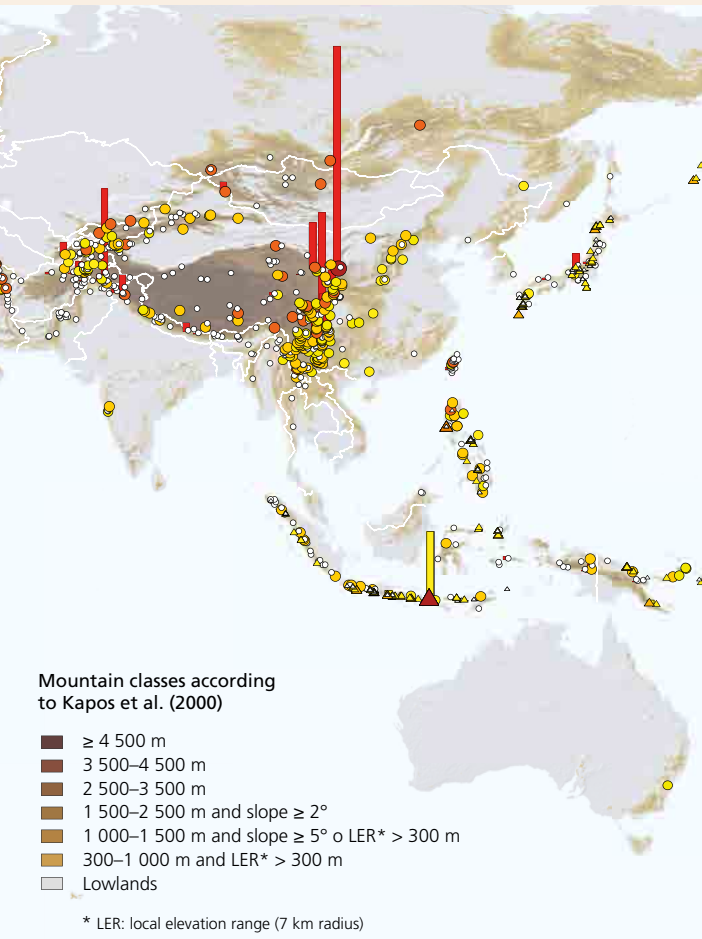 Mountain classes according
to Kapos et al. (2000)
≥ 4 500 m
3 500–4 500 m
2 500–3 500 m
1 500–2 500 m and slope ≥ 2°
1 000–1 500 m and slope ≥ 5° o LER* > 300 m
300–1 000 m and LER* > 300 m
Lowlands
* LER: local elevation range (7 km radius)